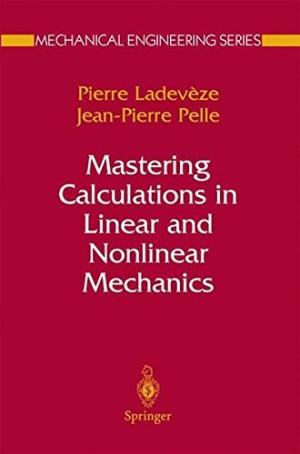 MECHANICAL ENGINEERING SERIES
Pierre Ladevèze
Jean-Pierre Pelle
Mastering
Calculations in
Linear and
Nonlinear
Mechanics
Springer